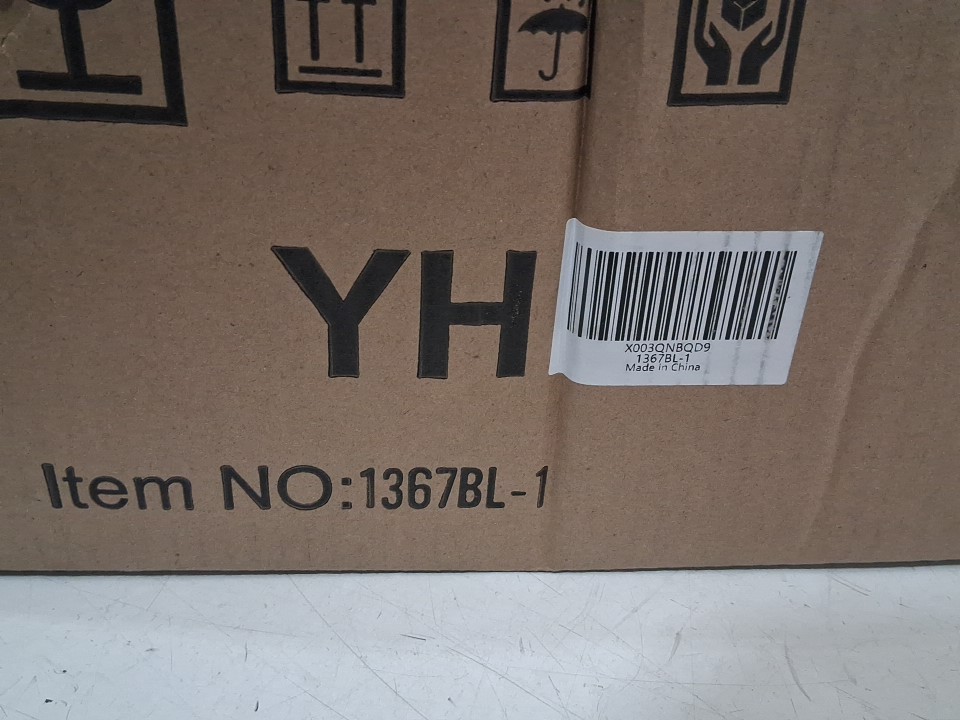 YH
X003QNBQD9
1367BL-1
Made in China
Item NO:1367BL-1